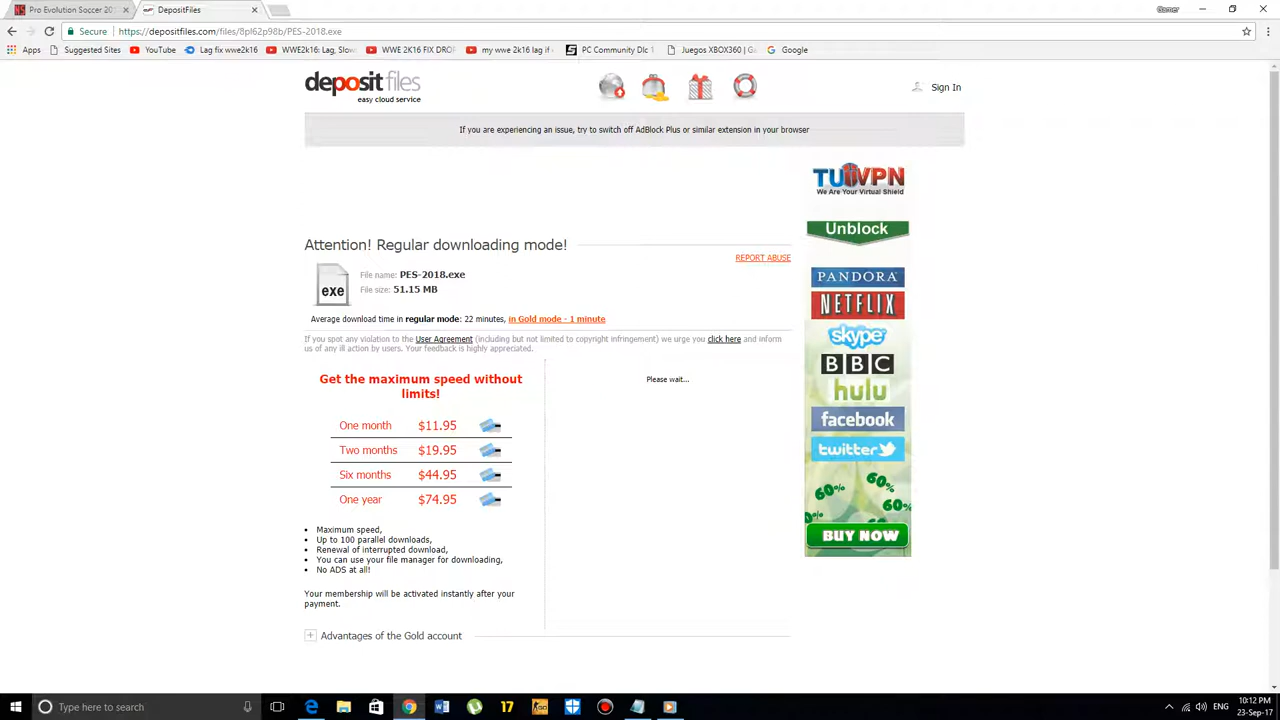 Pro Evolution Soccer 201
DepositFiles
Gamer
Secure
https://depositfiles.com/files/8pl62p98b/PES-2018.exe
Apps
Suggested Sites
YouTube
Lag fix wwe2k16
WWE2K16: Lag, Slow
WWE 2K16 FIX DROP
my wwe 2k16 lag if
PC Community Dlc 1
Juegos XBOX360 | Ga
Google
deposit files
easy cloud service
Sign In
If you are experiencing an issue, try to switch off AdBlock Plus or similar extension in your browser
TUVPN
We Are Your Virtual Shield
Unblock
PANDORA
NETFLIX
skype
BBC
hulu
facebook
twitter
60%
60%
60%
BUY NOW
Attention! Regular downloading mode!
REPORT ABUSE
exe
File name: PES-2018.exe
File size: 51.15 MB
Average download time in regular mode: 22 minutes, in Gold mode - 1 minute
If you spot any violation to the User Agreement (including but not limited to copyright infringement) we urge you click here and inform
us of any ill action by users. Your feedback is highly appreciated.
Get the maximum speed without
limits!
One month $11.95
Two months $19.95
Six months $44.95
One year $74.95
Maximum speed,
Up to 100 parallel downloads,
Renewal of interrupted download,
You can use your file manager for downloading,
No ADS at all!
Your membership will be activated instantly after your
payment.
Please wait...
Advantages of the Gold account
Type here to search
17
ENG
10:12 PM
23-Sep-17